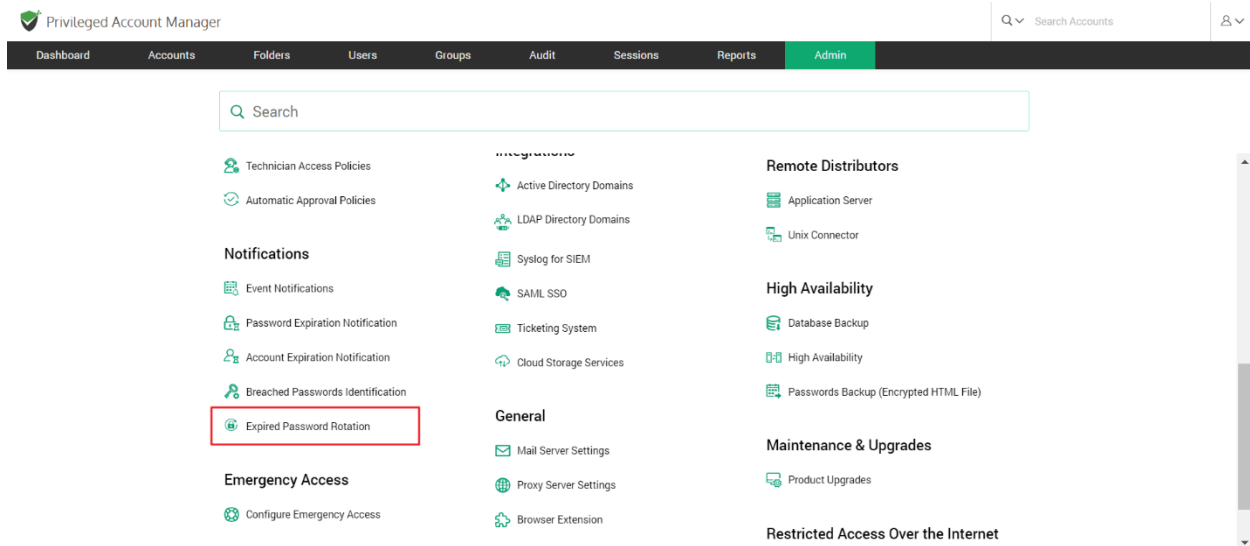 Privileged Account Manager
Search Accounts
Dashboard Accounts Folders Users Groups Audit Sessions Reports Admin
Search
Technician Access Policies
Automatic Approval Policies
Notifications
Event Notifications
Password Expiration Notification
Account Expiration Notification
Breached Passwords Identification
Expired Password Rotation
Emergency Access
Configure Emergency Access
Integrations
Active Directory Domains
LDAP Directory Domains
Syslog for SIEM
SAML SSO
Ticketing System
Cloud Storage Services
General
Mail Server Settings
Proxy Server Settings
Browser Extension
Remote Distributors
Application Server
Unix Connector
High Availability
Database Backup
High Availability
Passwords Backup (Encrypted HTML File)
Maintenance & Upgrades
Product Upgrades
Restricted Access Over the Internet